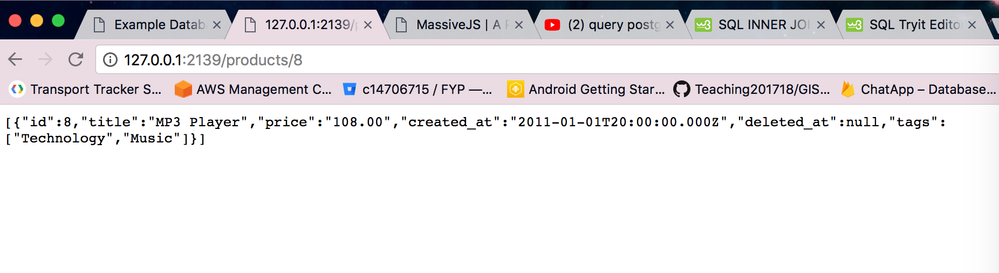 Example Datab
127.0.0.1:2139/p
MassiveJS | A P
(2) query postg
SQL INNER JOI
SQL Tryit Edito
127.0.0.1:2139/products/8
Transport Tracker S...
AWS Management C...
c14706715 / FYP —...
Android Getting Star...
Teaching201718/GIS...
ChatApp – Database...
[{"id":8,"title":"MP3 Player","price":"108.00","created_at":"2011-01-01T20:00:00.000Z","deleted_at":null,"tags":
["Technology","Music"]}]